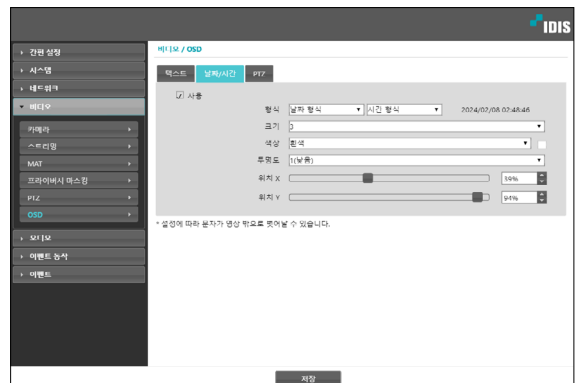 IDIS
간편 설정
시스템
네트워크
비디오
카메라
스트리밍
MAT
프라이버시 마스킹
PTZ
OSD
오디오
이벤트 동작
이벤트
비디오 / OSD
텍스트 날짜/시간 PTZ
사용
형식 날짜 형식 시간 형식 2024/02/08 02:48:46
크기 0
색상 흰색
투명도 1(낮음)
위치 X 39%
위치 Y 94%
* 설정에 따라 문자가 영상 밖으로 벗어날 수 있습니다.
저장